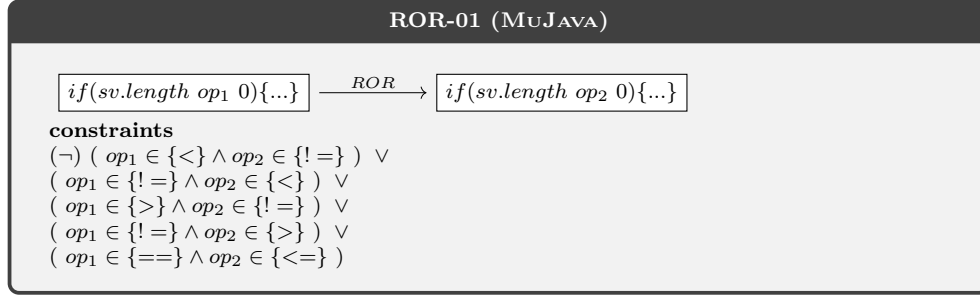 ROR-01 (MUJAVA)
if(sv.length op₁ 0){...} ROR if(sv.length op₂ 0){...}
constraints
(¬) ( op₁ ∈ {<} ∧ op₂ ∈ {! =} ) ∨
( op₁ ∈ {! =} ∧ op₂ ∈ {<} ) ∨
( op₁ ∈ {>} ∧ op₂ ∈ {! =} ) ∨
( op₁ ∈ {! =} ∧ op₂ ∈ {>} ) ∨
( op₁ ∈ {==} ∧ op₂ ∈ {<=} )